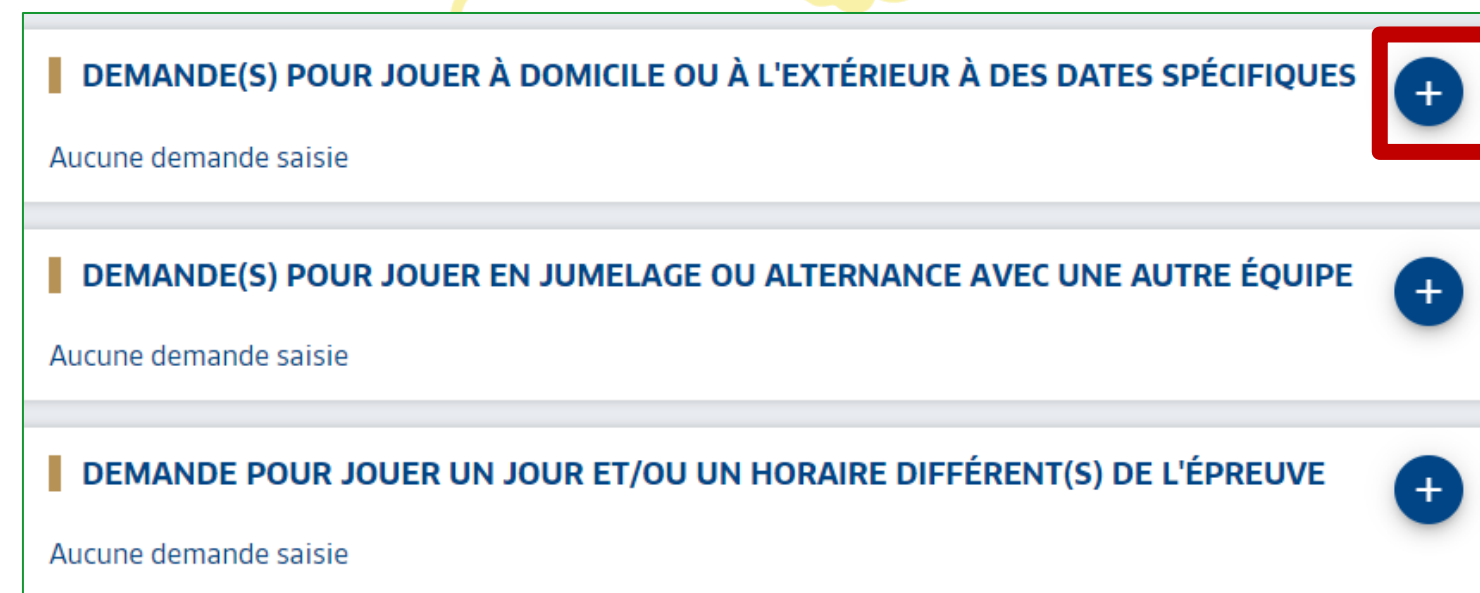 DEMANDE(S) POUR JOUER À DOMICILE OU À L'EXTÉRIEUR À DES DATES SPÉCIFIQUES
+
Aucune demande saisie
DEMANDE(S) POUR JOUER EN JUMELAGE OU ALTERNANCE AVEC UNE AUTRE ÉQUIPE
+
Aucune demande saisie
DEMANDE POUR JOUER UN JOUR ET/OU UN HORAIRE DIFFÉRENT(S) DE L'ÉPREUVE
+
Aucune demande saisie